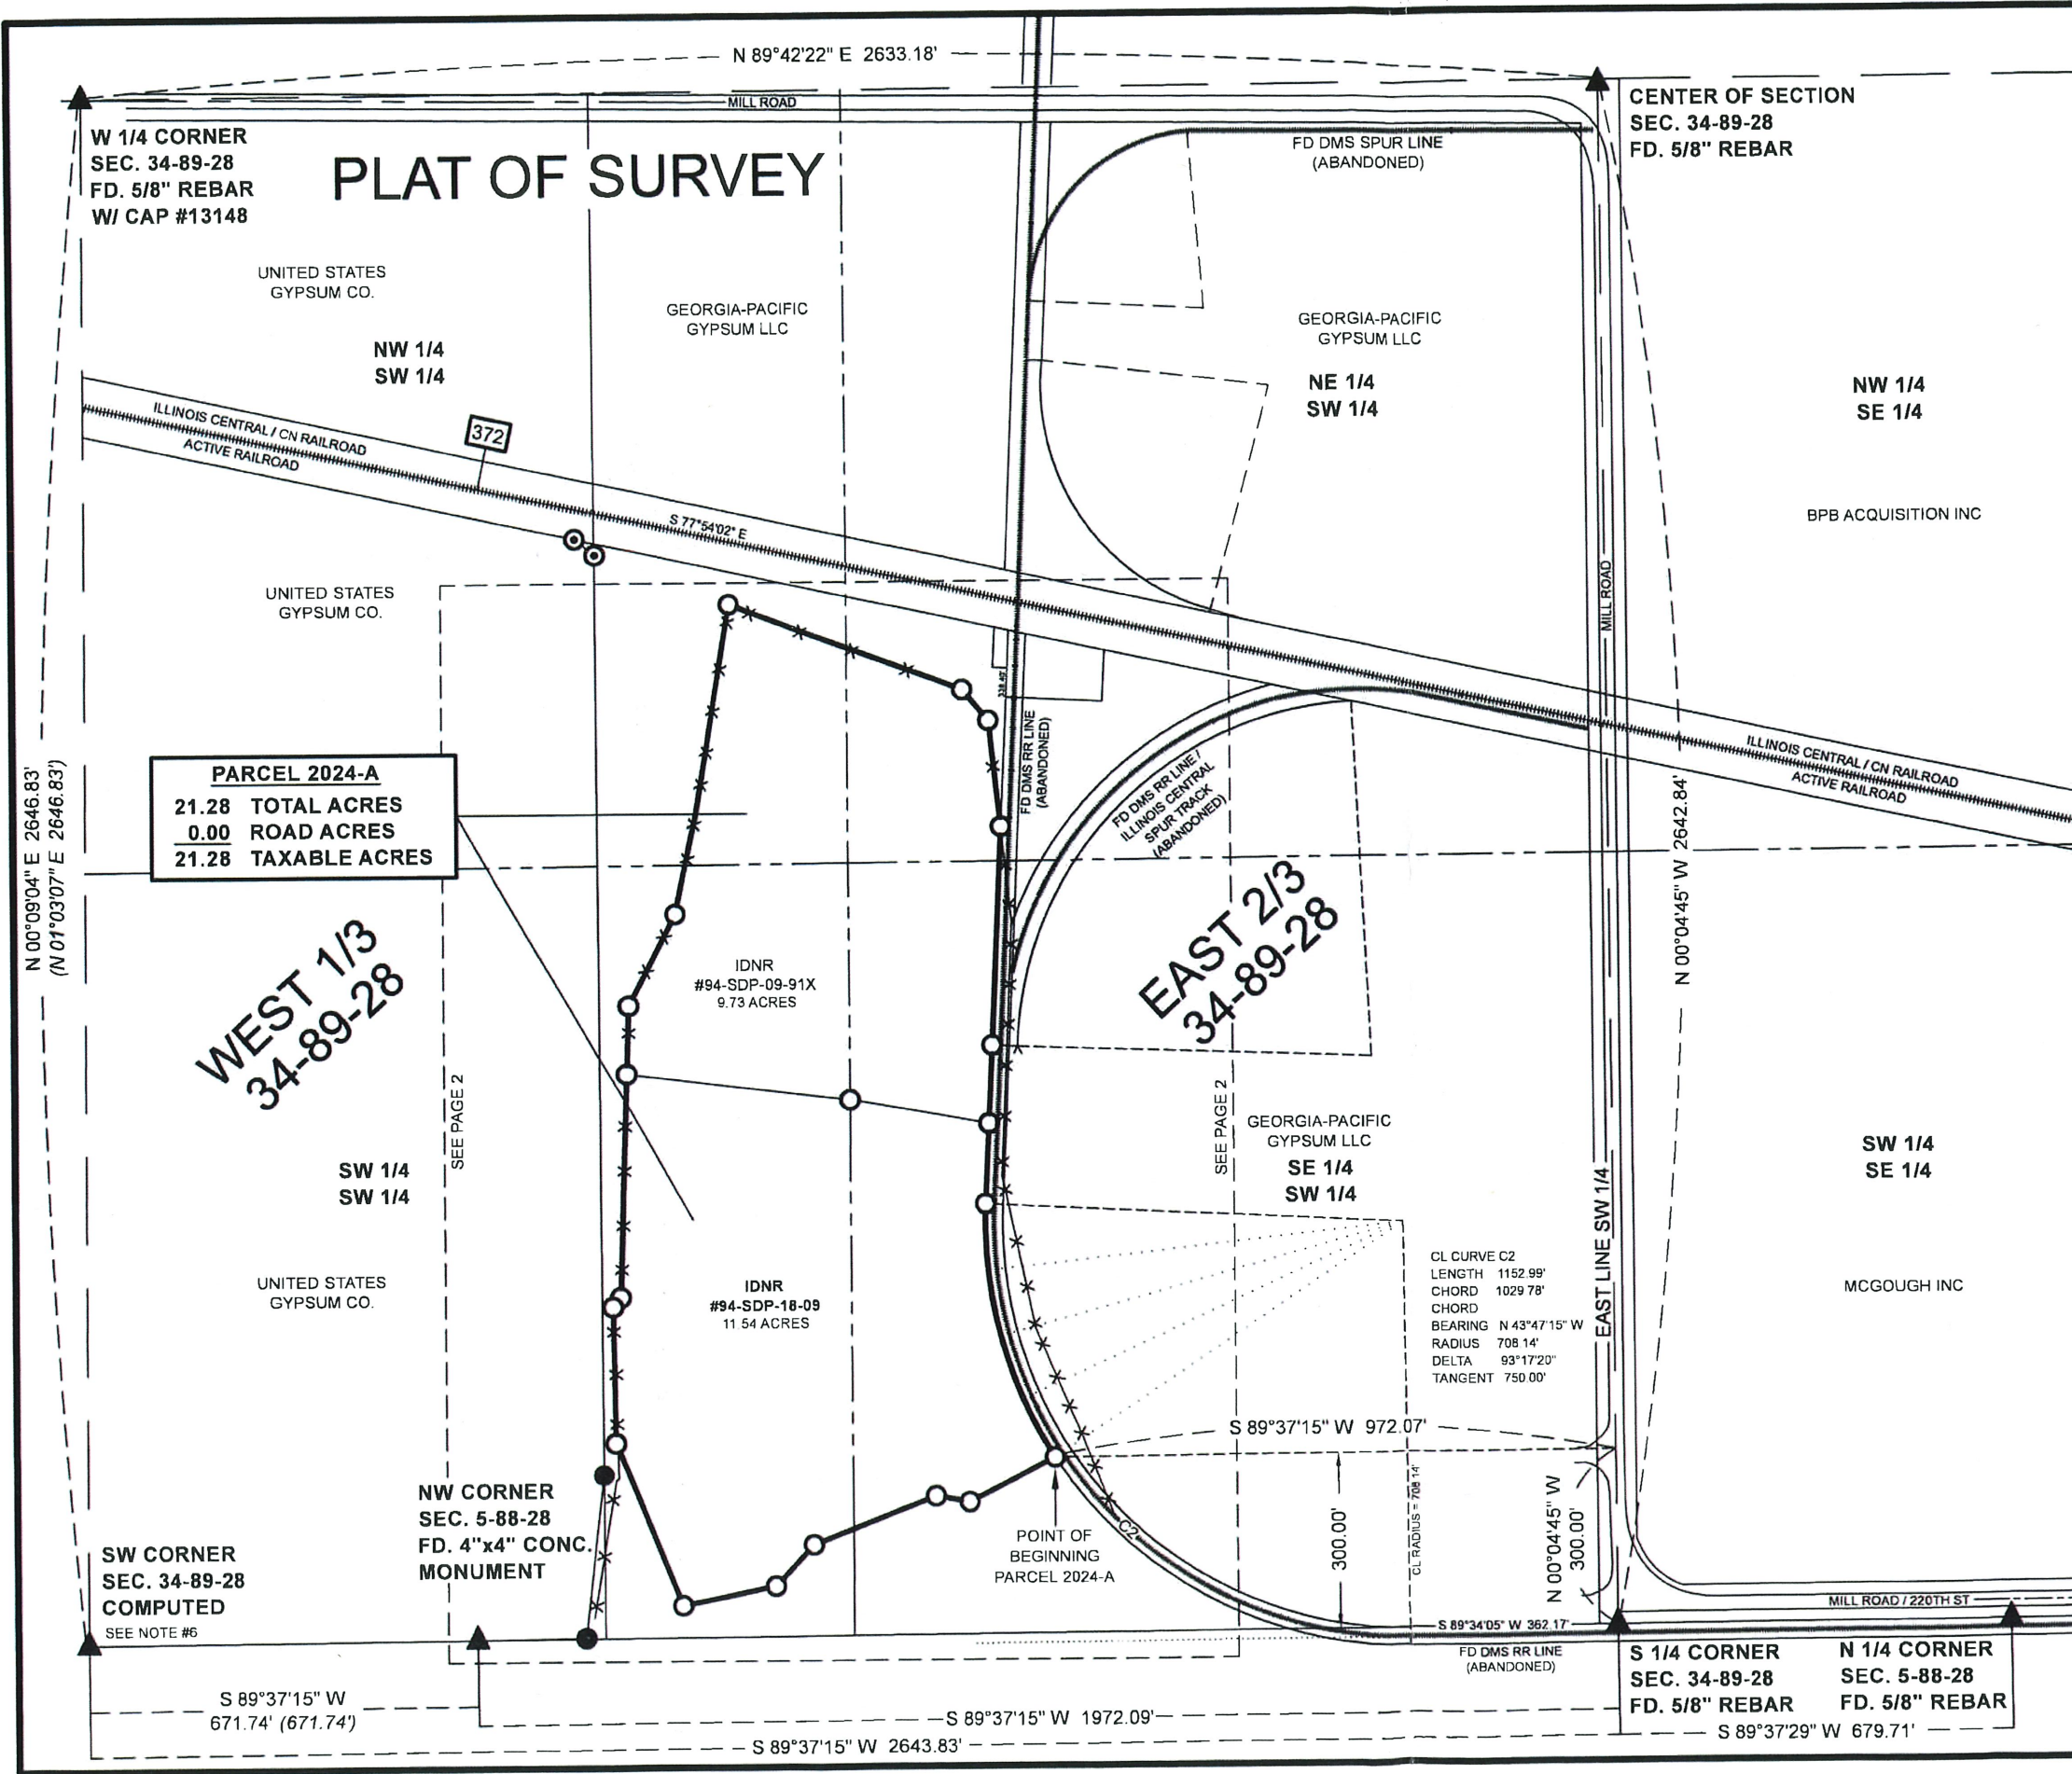 N 89°42'22" E 2633.18'
MILL ROAD
W 1/4 CORNER
SEC. 34-89-28
FD. 5/8" REBAR
W/ CAP #13148
PLAT OF SURVEY
FD DMS SPUR LINE
(ABANDONED)
CENTER OF SECTION
SEC. 34-89-28
FD. 5/8" REBAR
UNITED STATES
GYPSUM CO.
NW 1/4
SW 1/4
GEORGIA-PACIFIC
GYPSUM LLC
GEORGIA-PACIFIC
GYPSUM LLC
NE 1/4
SW 1/4
NW 1/4
SE 1/4
BPB ACQUISITION INC
ILLINOIS CENTRAL / CN RAILROAD
ACTIVE RAILROAD
372
S 77°54'02" E
UNITED STATES
GYPSUM CO.
MILL ROAD
FD DMS RR LINE
(ABANDONED)
FD DMS RR LINE /
ILLINOIS CENTRAL
SPUR TRACK
(ABANDONED)
ILLINOIS CENTRAL / CN RAILROAD
ACTIVE RAILROAD
N 00°09'04" E 2646.83'
(N 01°03'07" E 2646.83')
PARCEL 2024-A
21.28 TOTAL ACRES
0.00 ROAD ACRES
21.28 TAXABLE ACRES
N 00°04'45" W 2642.84'
WEST 1/3
34-89-28
EAST 2/3
34-89-28
IDNR
#94-SDP-09-91X
9.73 ACRES
SEE PAGE 2
SEE PAGE 2
GEORGIA-PACIFIC
GYPSUM LLC
SE 1/4
SW 1/4
SW 1/4
SW 1/4
SW 1/4
SE 1/4
EAST LINE SW 1/4
UNITED STATES
GYPSUM CO.
IDNR
#94-SDP-18-09
11.54 ACRES
CL CURVE C2
LENGTH 1152.99'
CHORD 1029.78'
CHORD
BEARING N 43°47'15" W
RADIUS 708.14'
DELTA 93°17'20"
TANGENT 750.00'
MCGOUGH INC
S 89°37'15" W 972.07'
NW CORNER
SEC. 5-88-28
FD. 4"x4" CONC.
MONUMENT
POINT OF
BEGINNING
PARCEL 2024-A
C2
300.00'
CL RADIUS = 708.14'
N 00°04'45" W
300.00'
SW CORNER
SEC. 34-89-28
COMPUTED
SEE NOTE #6
S 89°34'05" W 362.17'
FD DMS RR LINE
(ABANDONED)
MILL ROAD / 220TH ST
S 1/4 CORNER
SEC. 34-89-28
FD. 5/8" REBAR
N 1/4 CORNER
SEC. 5-88-28
FD. 5/8" REBAR
S 89°37'15" W
671.74' (671.74')
S 89°37'15" W 1972.09'
S 89°37'29" W 679.71'
S 89°37'15" W 2643.83'